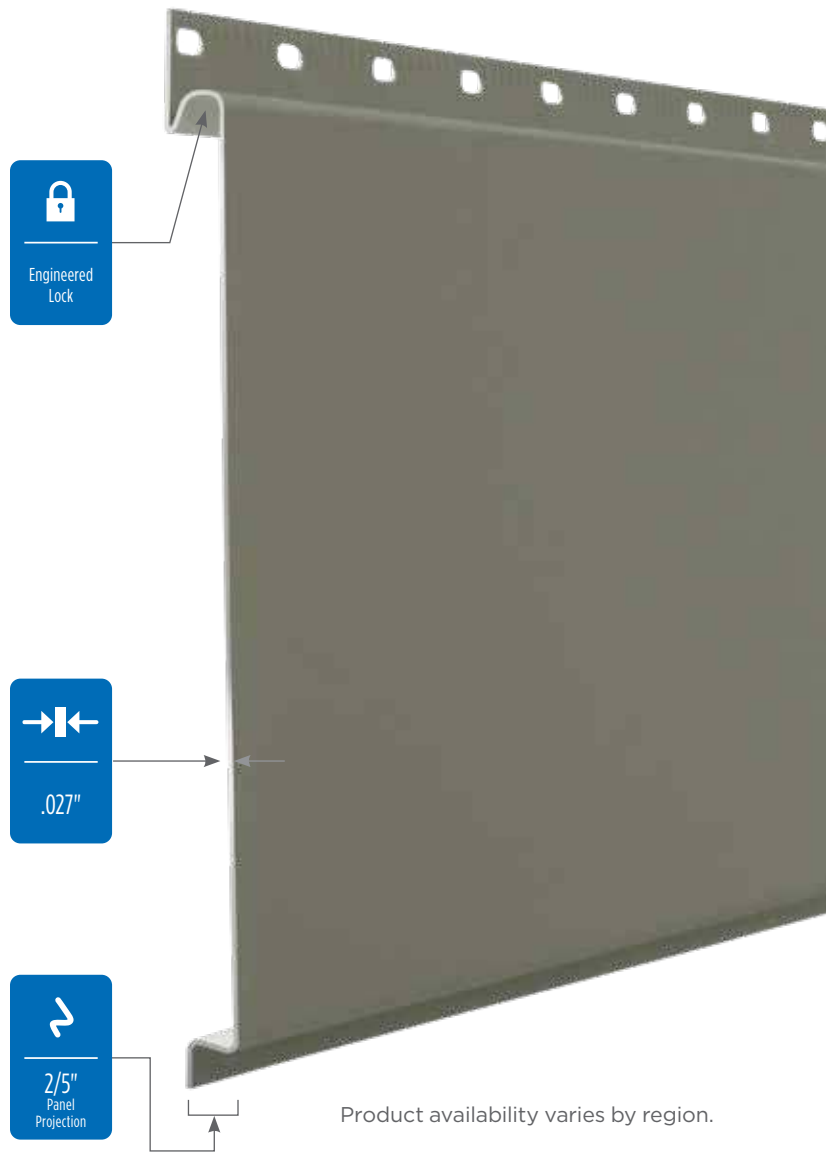 Engineered
Lock
.027"
2/5"
Panel
Projection
Product availability varies by region.